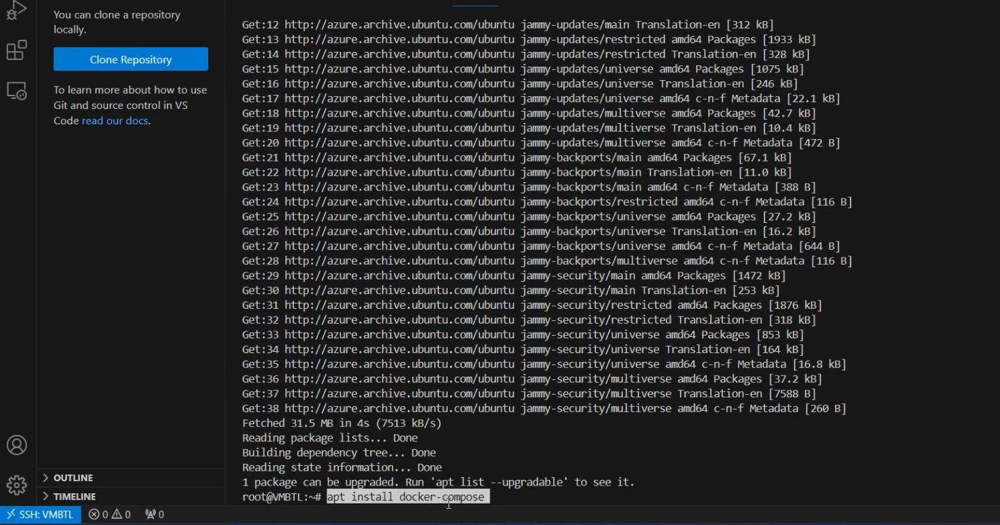 You can clone a repository
locally.
Clone Repository
To learn more about how to use
Git and source control in VS
Code read our docs.
OUTLINE
TIMELINE
Get:12 http://azure.archive.ubuntu.com/ubuntu jammy-updates/main Translation-en [312 kB]
Get:13 http://azure.archive.ubuntu.com/ubuntu jammy-updates/restricted amd64 Packages [1933 kB]
Get:14 http://azure.archive.ubuntu.com/ubuntu jammy-updates/restricted Translation-en [328 kB]
Get:15 http://azure.archive.ubuntu.com/ubuntu jammy-updates/universe amd64 Packages [1075 kB]
Get:16 http://azure.archive.ubuntu.com/ubuntu jammy-updates/universe Translation-en [246 kB]
Get:17 http://azure.archive.ubuntu.com/ubuntu jammy-updates/universe amd64 c-n-f Metadata [22.1 kB]
Get:18 http://azure.archive.ubuntu.com/ubuntu jammy-updates/multiverse amd64 Packages [42.7 kB]
Get:19 http://azure.archive.ubuntu.com/ubuntu jammy-updates/multiverse Translation-en [10.4 kB]
Get:20 http://azure.archive.ubuntu.com/ubuntu jammy-updates/multiverse amd64 c-n-f Metadata [472 B]
Get:21 http://azure.archive.ubuntu.com/ubuntu jammy-backports/main amd64 Packages [67.1 kB]
Get:22 http://azure.archive.ubuntu.com/ubuntu jammy-backports/main Translation-en [11.0 kB]
Get:23 http://azure.archive.ubuntu.com/ubuntu jammy-backports/main amd64 c-n-f Metadata [388 B]
Get:24 http://azure.archive.ubuntu.com/ubuntu jammy-backports/restricted amd64 c-n-f Metadata [116 B]
Get:25 http://azure.archive.ubuntu.com/ubuntu jammy-backports/universe amd64 Packages [27.2 kB]
Get:26 http://azure.archive.ubuntu.com/ubuntu jammy-backports/universe Translation-en [16.2 kB]
Get:27 http://azure.archive.ubuntu.com/ubuntu jammy-backports/universe amd64 c-n-f Metadata [644 B]
Get:28 http://azure.archive.ubuntu.com/ubuntu jammy-backports/multiverse amd64 c-n-f Metadata [116 B]
Get:29 http://azure.archive.ubuntu.com/ubuntu jammy-security/main amd64 Packages [1472 kB]
Get:30 http://azure.archive.ubuntu.com/ubuntu jammy-security/main Translation-en [253 kB]
Get:31 http://azure.archive.ubuntu.com/ubuntu jammy-security/restricted amd64 Packages [1876 kB]
Get:32 http://azure.archive.ubuntu.com/ubuntu jammy-security/restricted Translation-en [318 kB]
Get:33 http://azure.archive.ubuntu.com/ubuntu jammy-security/universe amd64 Packages [853 kB]
Get:34 http://azure.archive.ubuntu.com/ubuntu jammy-security/universe Translation-en [164 kB]
Get:35 http://azure.archive.ubuntu.com/ubuntu jammy-security/universe amd64 c-n-f Metadata [16.8 kB]
Get:36 http://azure.archive.ubuntu.com/ubuntu jammy-security/multiverse amd64 Packages [37.2 kB]
Get:37 http://azure.archive.ubuntu.com/ubuntu jammy-security/multiverse Translation-en [7588 B]
Get:38 http://azure.archive.ubuntu.com/ubuntu jammy-security/multiverse amd64 c-n-f Metadata [260 B]
Fetched 31.5 MB in 4s (7513 kB/s)
Reading package lists... Done
Building dependency tree... Done
Reading state information... Done
1 package can be upgraded. Run 'apt list --upgradable' to see it.
root@VMBTL:~# apt install docker-compose
SSH: VMBTL 0 0 0